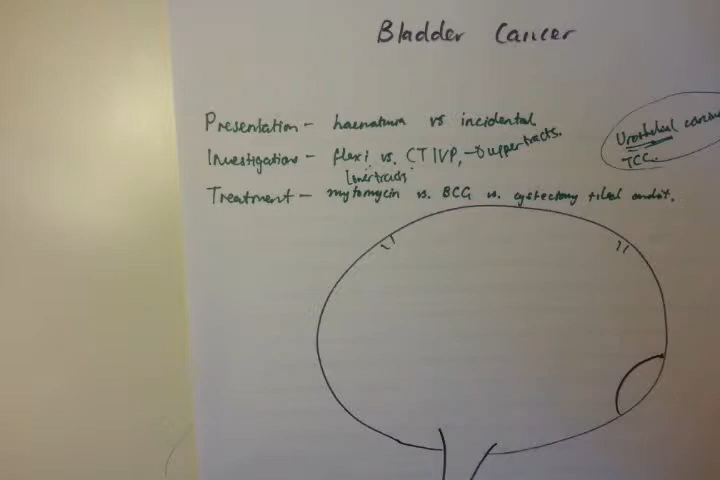 Bladder Cancer
Presentation - haematuria vs incidental
Urothelial
TCC.
Investigation - flexi vs. CT IVP, → upper tracts.
lower tracts
Treatment - mytomycin vs. BCG vs. cystectomy + ileal conduit.